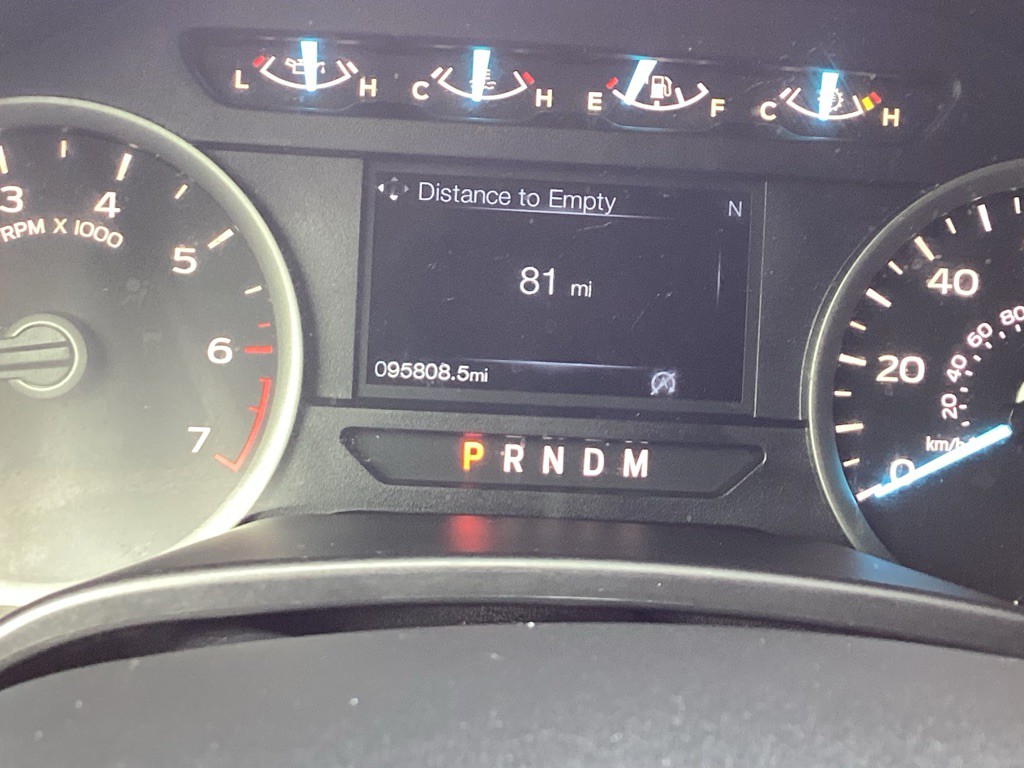 L H C H E F C H
Distance to Empty
N
81 mi
095808.5mi
P R N D M
3 4 5 6 7
RPM X 1000
0 20 40
20 40 60 80
km/h